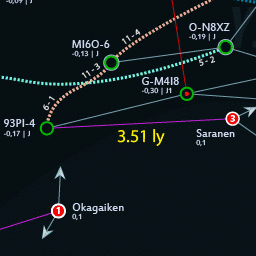 -0,09 | J
11-4
O-N8XZ
-0,19 | J
MI6O-6
-0,13 | J
5-2
11-3
G-M4I8
-0,30 | J1
6-1
93PI-4
-0,17 | J
3
3.51 ly
Saranen
0,1
1
Okagaiken
0,1